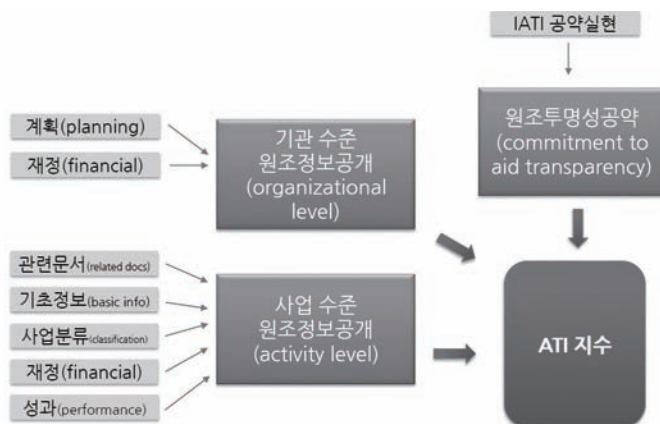 IATI 공약실현
원조투명성공약
(commitment to
aid transparency)
계획(planning)
재정(financial)
기관 수준
원조정보공개
(organizational
level)
관련문서(related docs)
기초정보(basic info)
사업분류(classification)
재정(financial)
성과(performance)
사업 수준
원조정보공개
(activity level)
ATI 지수